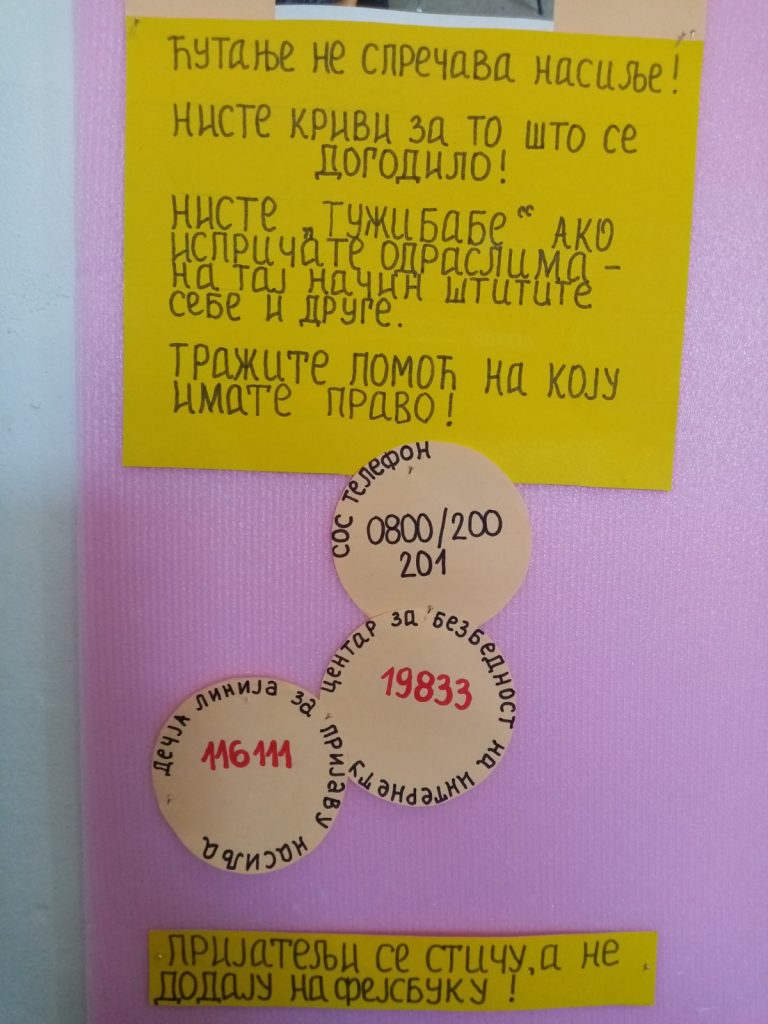 Ћутање не спречава насиље!
Нисте криви за то што се
догодило!
Нисте „тужибабе“ ако
испричате одраслима –
на тај начин штитите
себе и друге.
Тражите помоћ на коју
имате право!
СОС телефон
0800/200
201
центар за безбедност на интернету
19833
Дечја линија за пријаву насиља
116111
Пријатељи се стичу, а не
додају на фејсбуку!